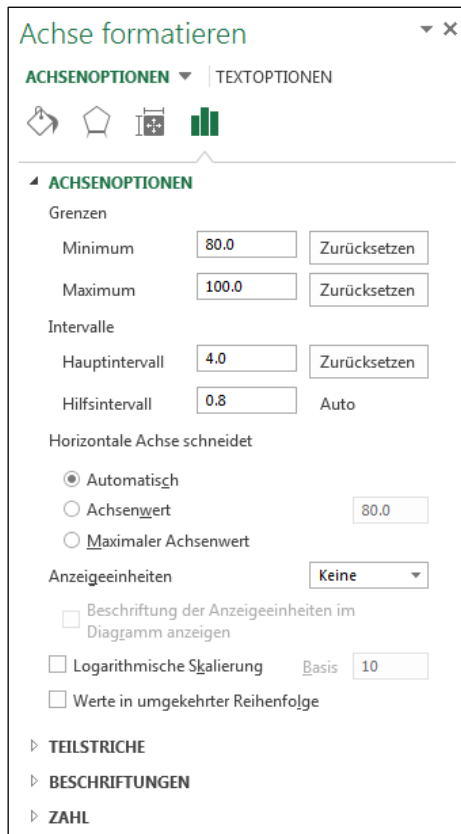 Achse formatieren
ACHSENOPTIONEN TEXTOPTIONEN
ACHSENOPTIONEN
Grenzen
Minimum 80.0 Zurücksetzen
Maximum 100.0 Zurücksetzen
Intervalle
Hauptintervall 4.0 Zurücksetzen
Hilfsintervall 0.8 Auto
Horizontale Achse schneidet
Automatisch
Achsenwert 80.0
Maximaler Achsenwert
Anzeigeeinheiten Keine
Beschriftung der Anzeigeeinheiten im
Diagramm anzeigen
Logarithmische Skalierung Basis 10
Werte in umgekehrter Reihenfolge
TEILSTRICHE
BESCHRIFTUNGEN
ZAHL